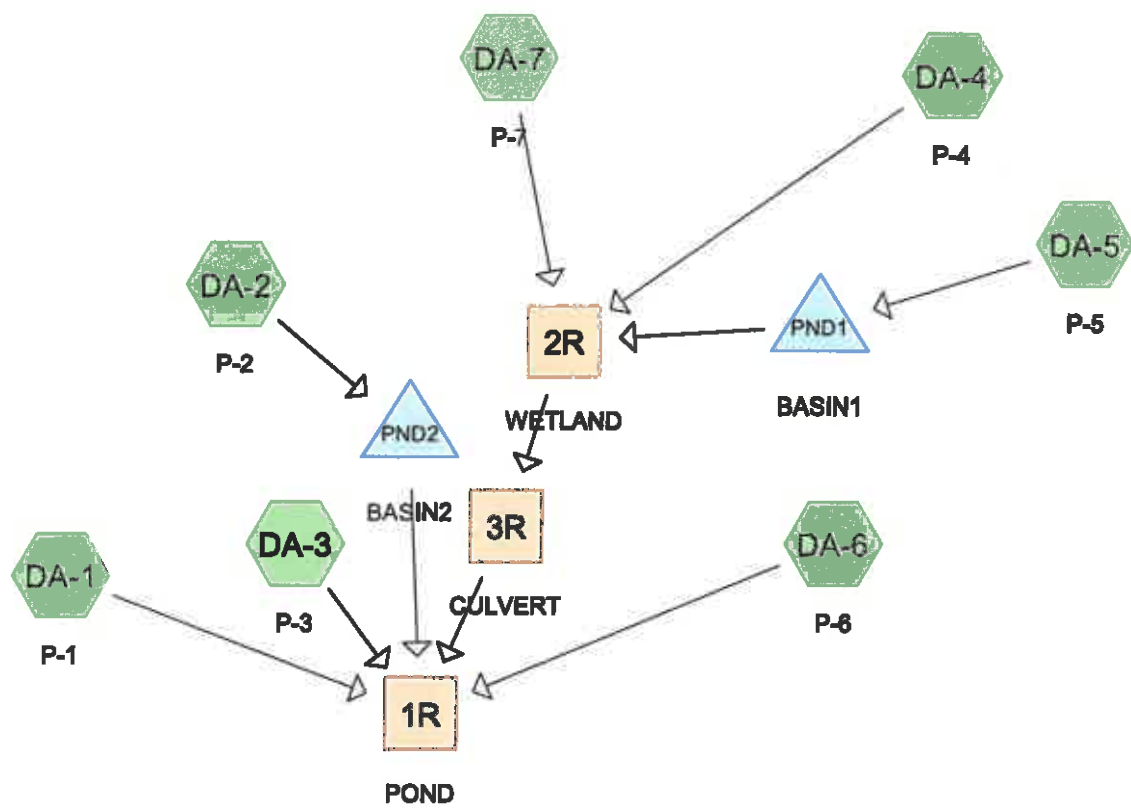 DA-7
P-7
DA-4
P-4
DA-5
P-5
DA-2
P-2
2R
WETLAND
PND1
BASIN1
PND2
BASIN2
3R
CULVERT
DA-3
P-3
DA-1
P-1
DA-6
P-6
1R
POND